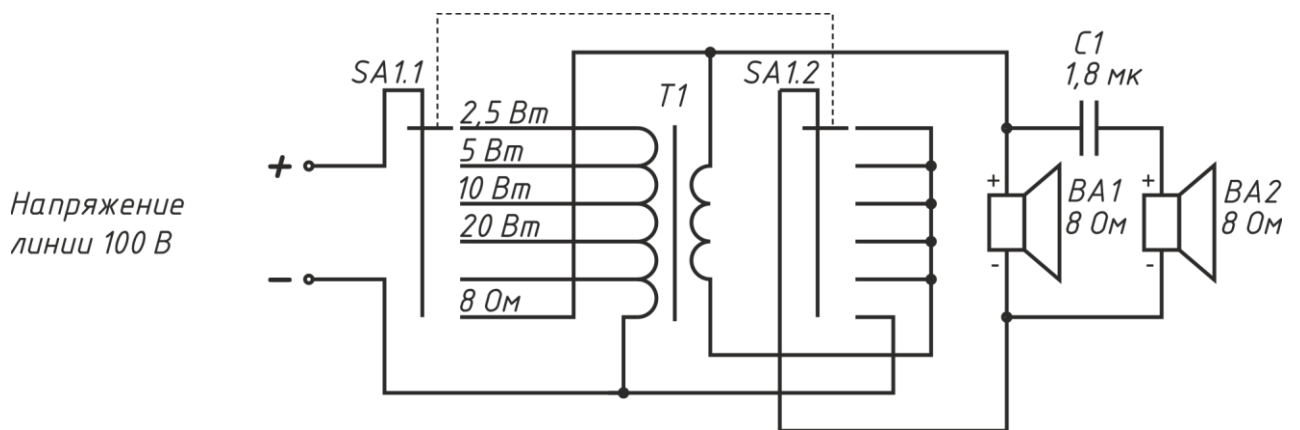 SA1.1
2,5 Вт
5 Вт
10 Вт
20 Вт
8 Ом
T1
SA1.2
C1
1,8 мк
+
-
Напряжение
линии 100 В
+
-
BA1
8 Ом
+
-
BA2
8 Ом